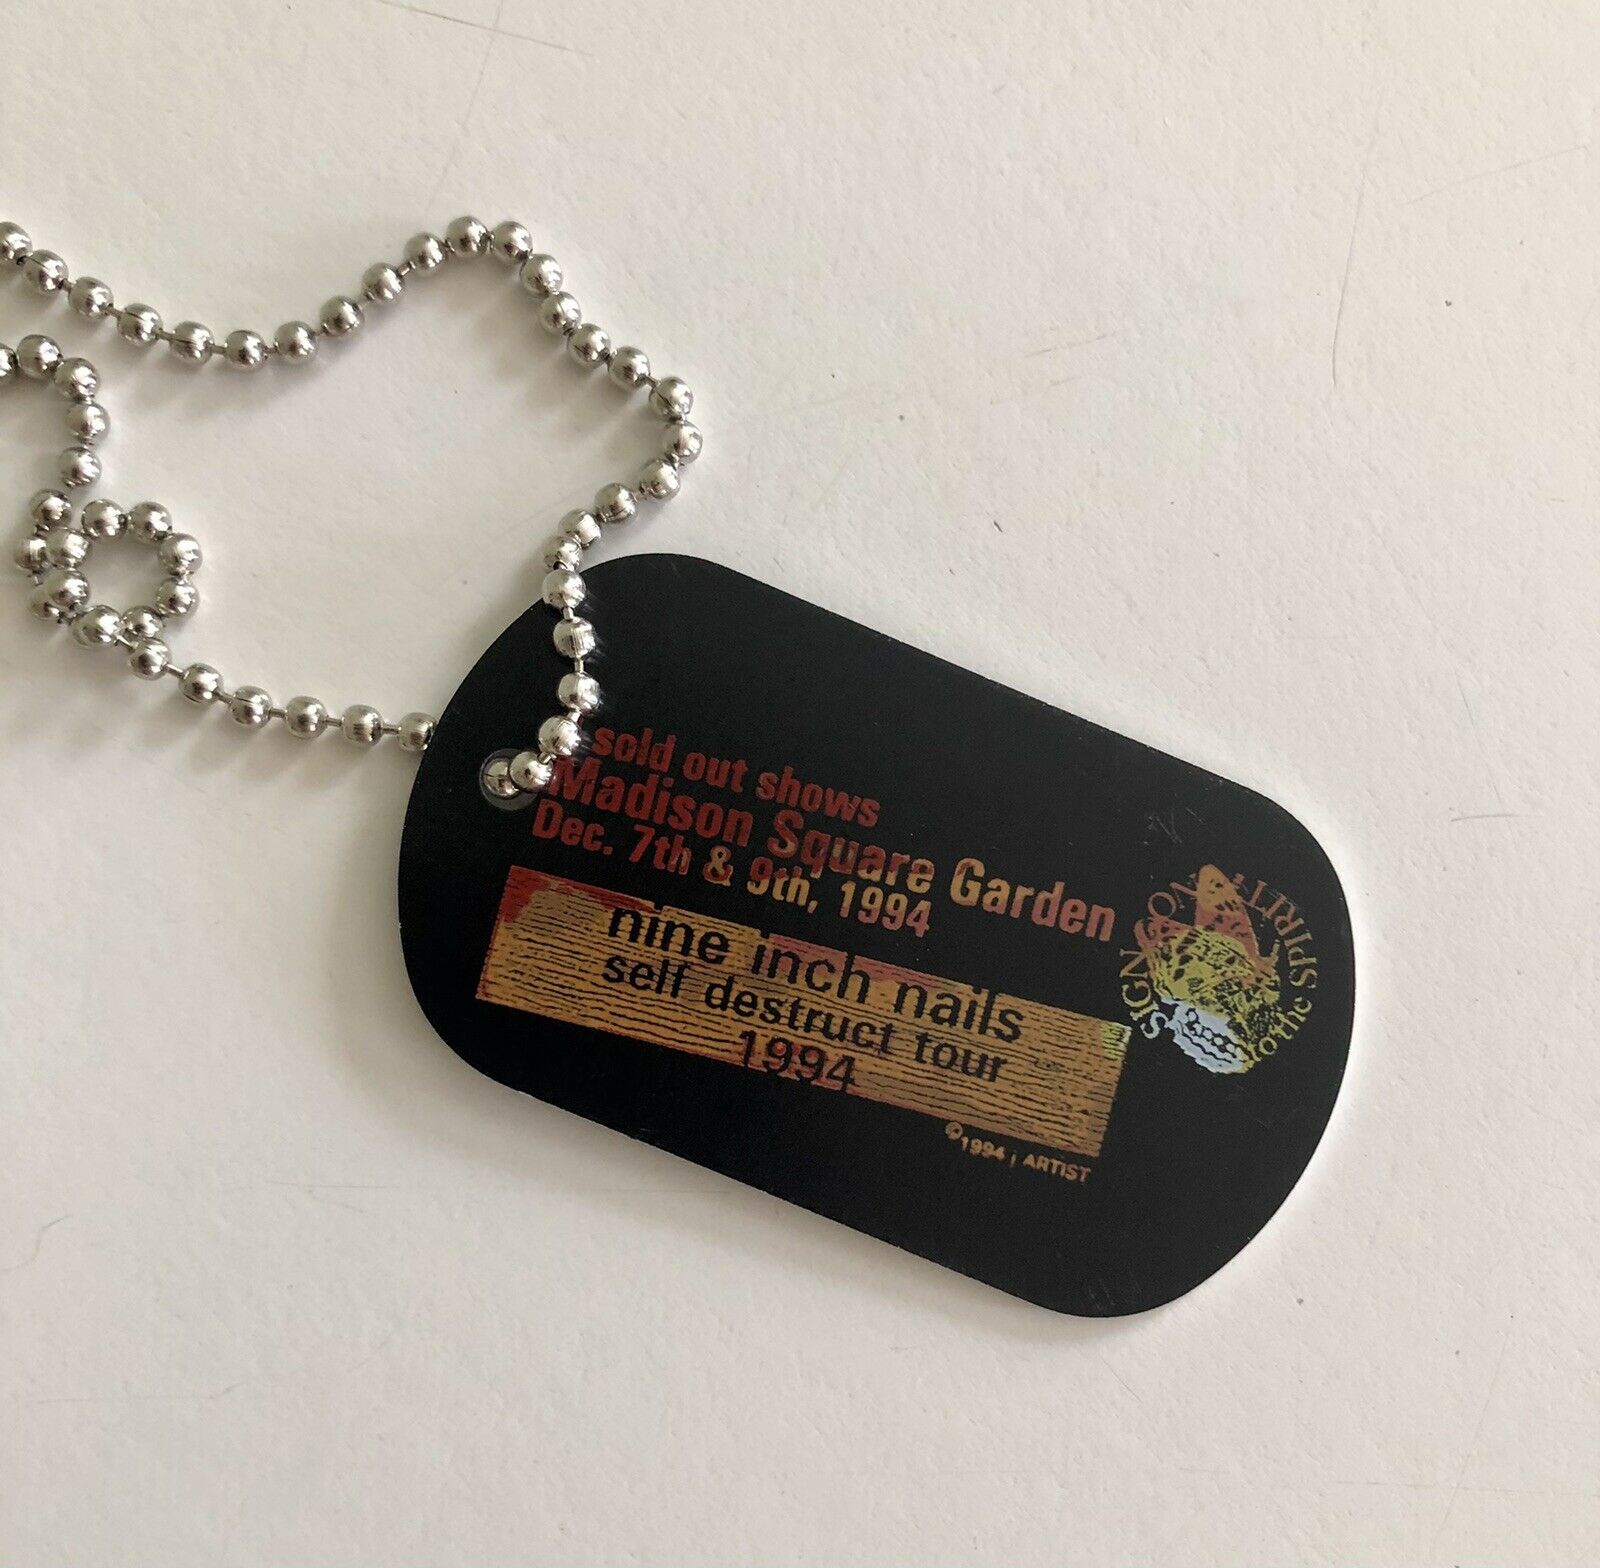 sold out shows
Madison Square Garden
Dec. 7th & 9th, 1994
nine inch nails
self destruct tour
1994
©1994 ARTIST
SIGN
to the SPIRIT